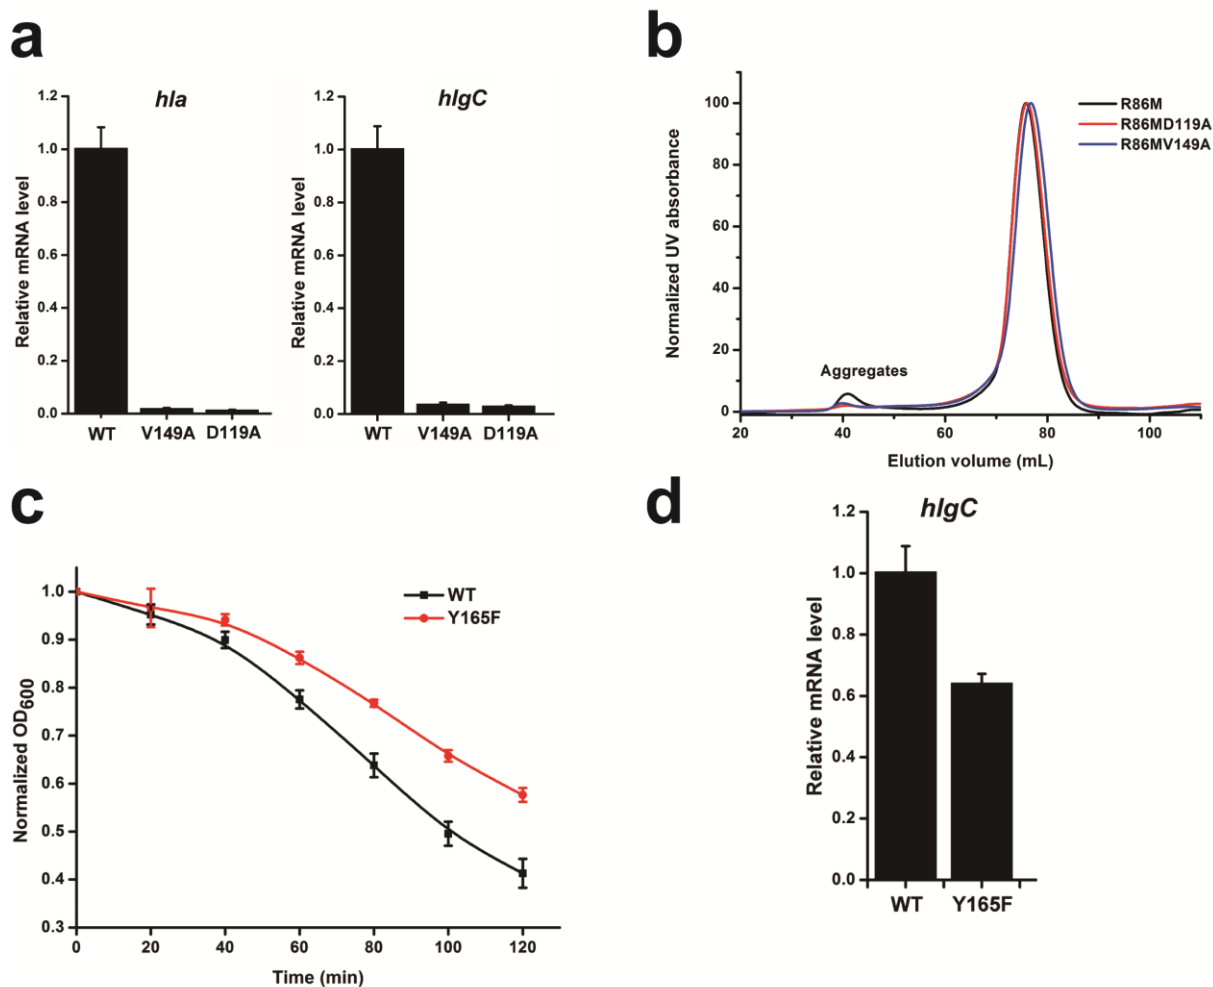 a
hla
Relative mRNA level
1.2
1.0
0.8
0.6
0.4
0.2
0.0
WT V149A D119A
hlgC
Relative mRNA level
1.2
1.0
0.8
0.6
0.4
0.2
0.0
WT V149A D119A
b
Normalized UV absorbance
100
80
60
40
20
0
R86M
R86MD119A
R86MV149A
Aggregates
20 40 60 80 100
Elution volume (mL)
c
Normalized OD600
1.0
0.9
0.8
0.7
0.6
0.5
0.4
0.3
WT
Y165F
0 20 40 60 80 100 120
Time (min)
d
hlgC
Relative mRNA level
1.2
1.0
0.8
0.6
0.4
0.2
0.0
WT Y165F